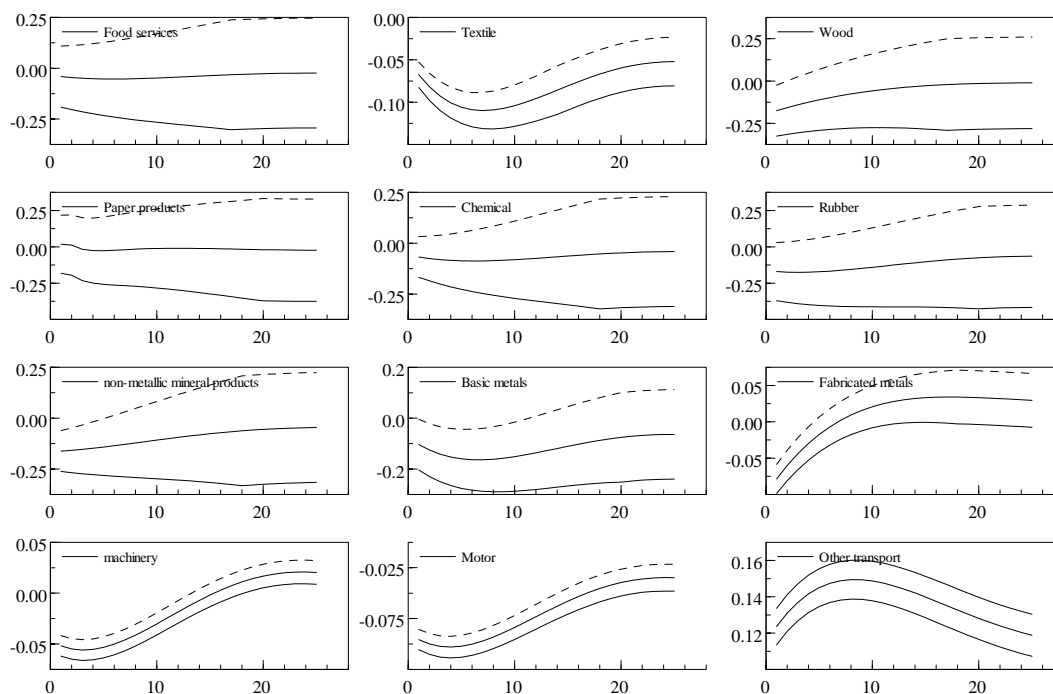 0.25 Food services
0.00
-0.25
0 10 20
0.00 Textile
-0.05
-0.10
0 10 20
0.25 Wood
0.00
-0.25
0 10 20
0.25 Paper products
0.00
-0.25
0 10 20
0.25 Chemical
0.00
-0.25
0 10 20
0.25 Rubber
0.00
-0.25
0 10 20
0.25 non-metallic mineral products
0.00
-0.25
0 10 20
0.2 Basic metals
0.0
-0.2
0 10 20
0.05 Fabricated metals
0.00
-0.05
0 10 20
0.05 machinery
0.00
-0.05
0 10 20
Motor
-0.025
-0.075
0 10 20
0.16 Other transport
0.14
0.12
0 10 20